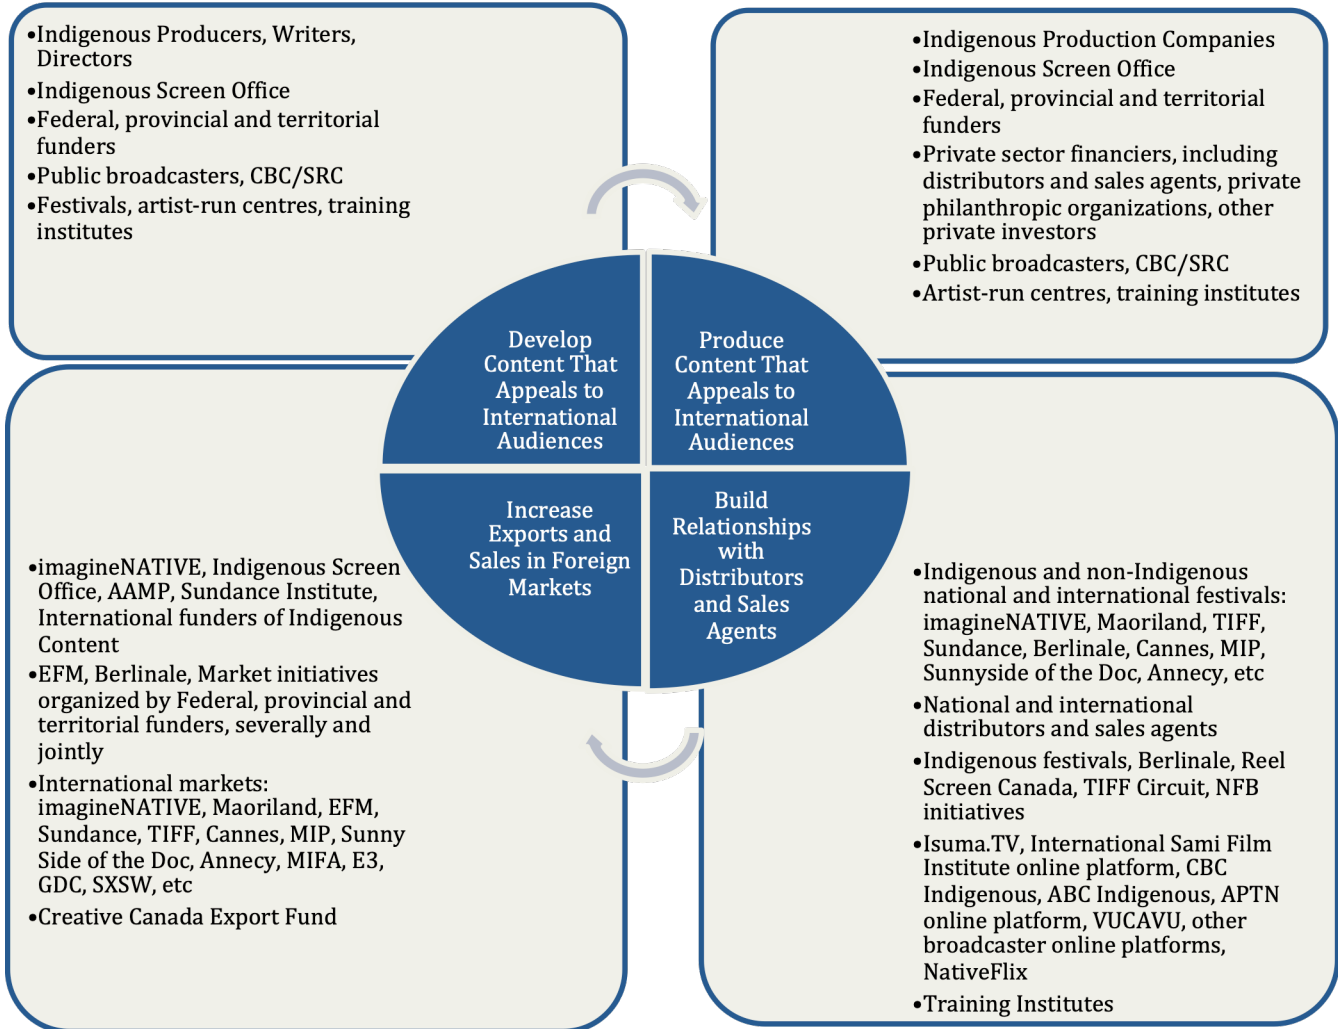 •Indigenous Producers, Writers,
Directors
•Indigenous Screen Office
•Federal, provincial and territorial
funders
•Public broadcasters, CBC/SRC
•Festivals, artist-run centres, training
institutes
•Indigenous Production Companies
•Indigenous Screen Office
•Federal, provincial and territorial
funders
•Private sector financiers, including
distributors and sales agents, private
philanthropic organizations, other
private investors
•Public broadcasters, CBC/SRC
•Artist-run centres, training institutes
Develop
Content That
Appeals to
International
Audiences
Produce
Content That
Appeals to
International
Audiences
Increase
Exports and
Sales in Foreign
Markets
Build
Relationships
with
Distributors
and Sales
Agents
•imagineNATIVE, Indigenous Screen
Office, AAMP, Sundance Institute,
International funders of Indigenous
Content
•EFM, Berlinale, Market initiatives
organized by Federal, provincial and
territorial funders, severally and
jointly
•International markets:
imagineNATIVE, Maoriland, EFM,
Sundance, TIFF, Cannes, MIP, Sunny
Side of the Doc, Annecy, MIFA, E3,
GDC, SXSW, etc
•Creative Canada Export Fund
•Indigenous and non-Indigenous
national and international festivals:
imagineNATIVE, Maoriland, TIFF,
Sundance, Berlinale, Cannes, MIP,
Sunnyside of the Doc, Annecy, etc
•National and international
distributors and sales agents
•Indigenous festivals, Berlinale, Reel
Screen Canada, TIFF Circuit, NFB
initiatives
•Isuma.TV, International Sami Film
Institute online platform, CBC
Indigenous, ABC Indigenous, APTN
online platform, VUCAVU, other
broadcaster online platforms,
NativeFlix
•Training Institutes